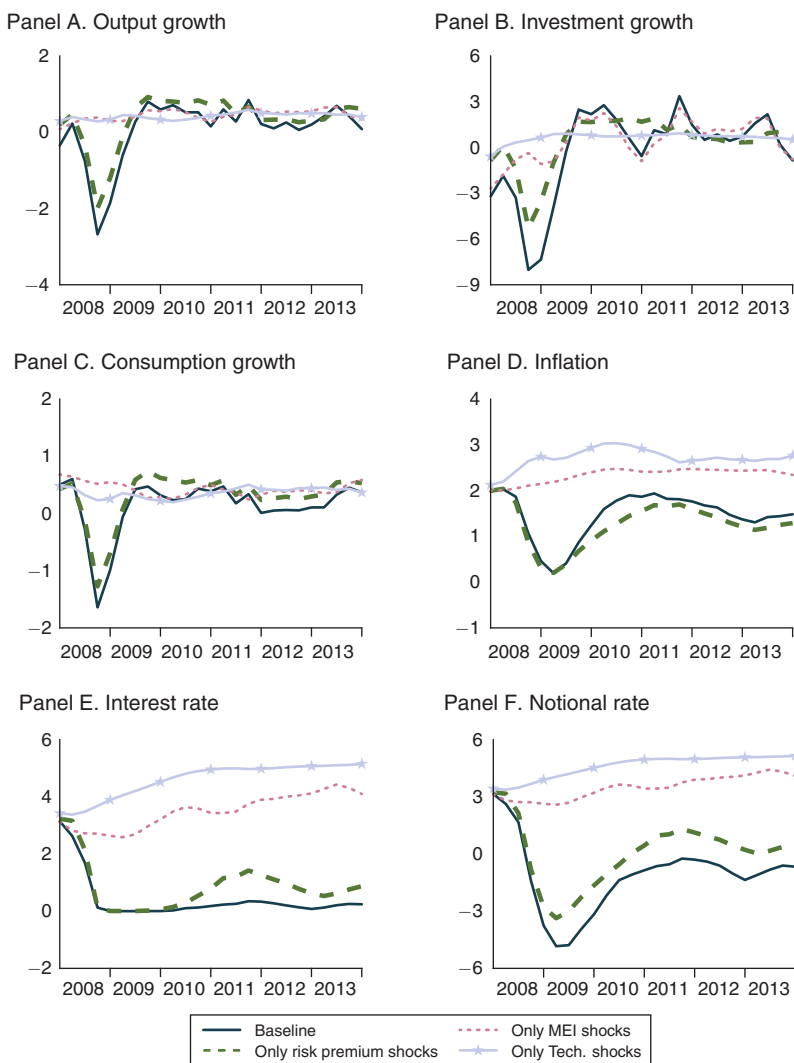 Panel A. Output growth
2
0
−2
−4
2008 2009 2010 2011 2012 2013
Panel B. Investment growth
6
3
0
−3
−6
−9
2008 2009 2010 2011 2012 2013
Panel C. Consumption growth
2
1
0
−1
−2
2008 2009 2010 2011 2012 2013
Panel D. Inflation
4
3
2
1
0
−1
2008 2009 2010 2011 2012 2013
Panel E. Interest rate
6
4
2
0
−2
2008 2009 2010 2011 2012 2013
Panel F. Notional rate
6
3
0
−3
−6
2008 2009 2010 2011 2012 2013
Baseline
Only risk premium shocks
Only MEI shocks
Only Tech. shocks